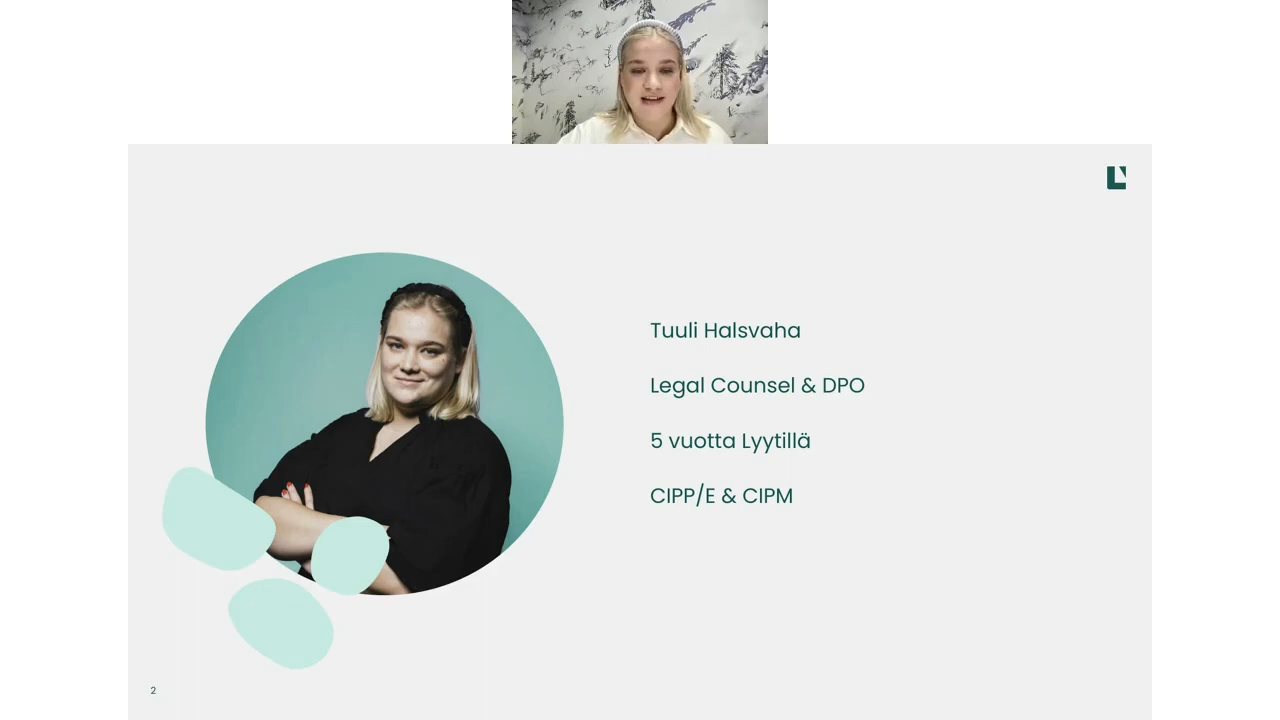 Tuuli Halsvaha
Legal Counsel & DPO
5 vuotta Lyytillä
CIPP/E & CIPM
2